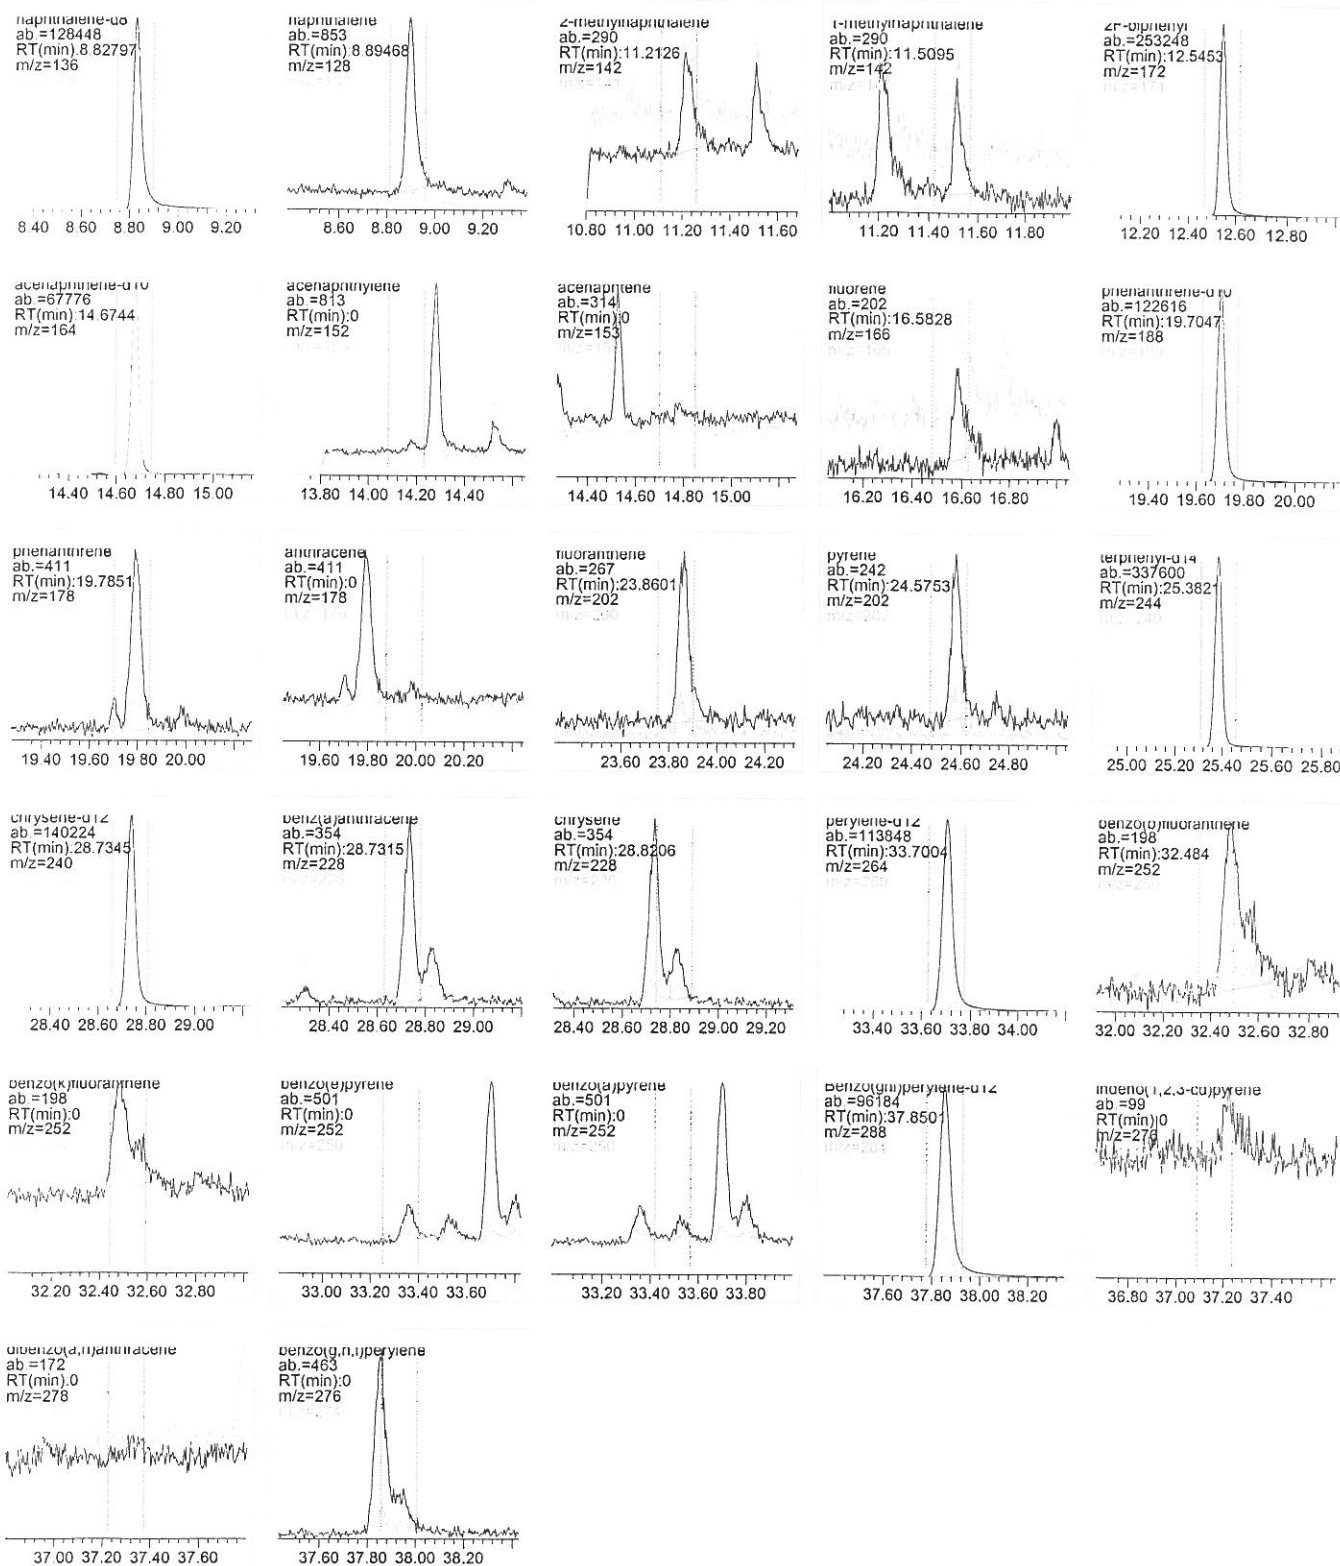 naphthalene-d8
ab.=128448
RT(min):8.82797
m/z=136
8.40 8.60 8.80 9.00 9.20
naphthalene
ab.=853
RT(min):8.89468
m/z=128
8.60 8.80 9.00 9.20
2-methylnaphthalene
ab.=290
RT(min):11.2126
m/z=142
10.80 11.00 11.20 11.40 11.60
1-methylnaphthalene
ab.=290
RT(min):11.5095
m/z=142
11.20 11.40 11.60 11.80
2F-biphenyl
ab.=253248
RT(min):12.5453
m/z=172
m/z=171
12.20 12.40 12.60 12.80
acenaphthene-d10
ab.=67776
RT(min):14.6744
m/z=164
14.40 14.60 14.80 15.00
acenaphthylene
ab.=813
RT(min):0
m/z=152
13.80 14.00 14.20 14.40
acenaphtene
ab.=314
RT(min):0
m/z=153
14.40 14.60 14.80 15.00
fluorene
ab.=202
RT(min):16.5828
m/z=166
m/z=165
16.20 16.40 16.60 16.80
phenanthrene-d10
ab.=122616
RT(min):19.7047
m/z=188
19.40 19.60 19.80 20.00
phenanthrene
ab.=411
RT(min):19.7851
m/z=178
19.40 19.60 19.80 20.00
anthracene
ab.=411
RT(min):0
m/z=178
m/z=176
19.60 19.80 20.00 20.20
fluoranthene
ab.=267
RT(min):23.8601
m/z=202
m/z=200
23.60 23.80 24.00 24.20
pyrene
ab.=242
RT(min):24.5753
m/z=202
m/z=200
24.20 24.40 24.60 24.80
terphenyl-d14
ab.=337600
RT(min):25.3821
m/z=244
m/z=240
25.00 25.20 25.40 25.60 25.80
chrysene-d12
ab.=140224
RT(min):28.7345
m/z=240
28.40 28.60 28.80 29.00
benz(a)anthracene
ab.=354
RT(min):28.7315
m/z=228
m/z=226
28.40 28.60 28.80 29.00
chrysene
ab.=354
RT(min):28.8206
m/z=228
28.40 28.60 28.80 29.00 29.20
perylene-d12
ab.=113848
RT(min):33.7004
m/z=264
m/z=260
33.40 33.60 33.80 34.00
benzo(b)fluoranthene
ab.=198
RT(min):32.484
m/z=252
m/z=250
32.00 32.20 32.40 32.60 32.80
benzo(k)fluoranthene
ab.=198
RT(min):0
m/z=252
32.20 32.40 32.60 32.80
benzo(e)pyrene
ab.=501
RT(min):0
m/z=252
m/z=250
33.00 33.20 33.40 33.60
benzo(a)pyrene
ab.=501
RT(min):0
m/z=252
m/z=250
33.20 33.40 33.60 33.80
Benzo(ghi)perylene-d12
ab.=96184
RT(min):37.8501
m/z=288
m/z=284
37.60 37.80 38.00 38.20
Indeno(1,2,3-cd)pyrene
ab.=99
RT(min):0
m/z=276
36.80 37.00 37.20 37.40
dibenzo(a,h)anthracene
ab.=172
RT(min):0
m/z=278
37.00 37.20 37.40 37.60
benzo(g,h,i)perylene
ab.=463
RT(min):0
m/z=276
37.60 37.80 38.00 38.20